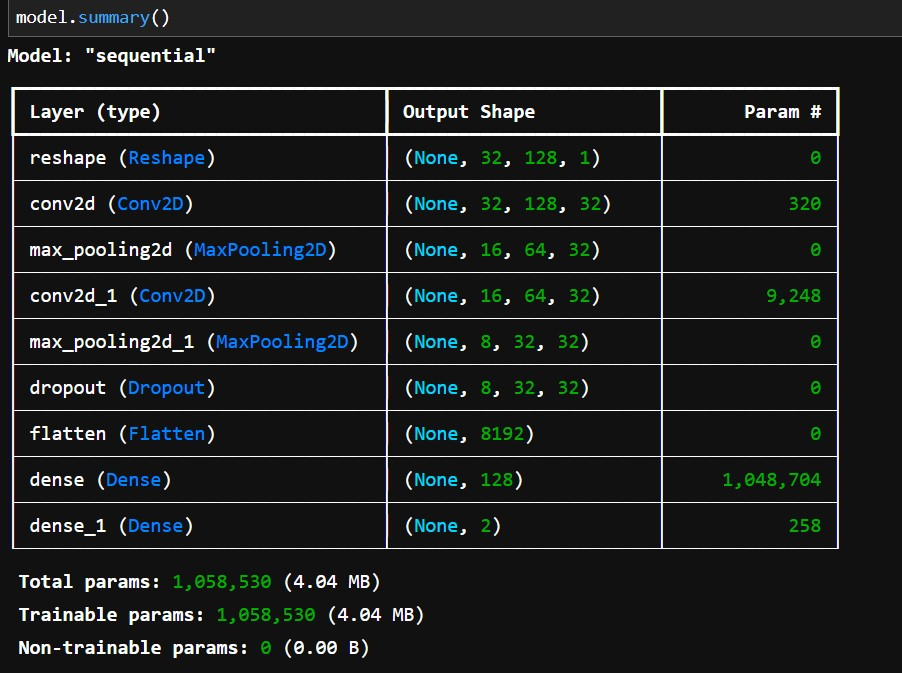 model.summary()
Model: "sequential"
Layer (type) Output Shape Param #
reshape (Reshape) (None, 32, 128, 1) 0
conv2d (Conv2D) (None, 32, 128, 32) 320
max_pooling2d (MaxPooling2D) (None, 16, 64, 32) 0
conv2d_1 (Conv2D) (None, 16, 64, 32) 9,248
max_pooling2d_1 (MaxPooling2D) (None, 8, 32, 32) 0
dropout (Dropout) (None, 8, 32, 32) 0
flatten (Flatten) (None, 8192) 0
dense (Dense) (None, 128) 1,048,704
dense_1 (Dense) (None, 2) 258
Total params: 1,058,530 (4.04 MB)
Trainable params: 1,058,530 (4.04 MB)
Non-trainable params: 0 (0.00 B)